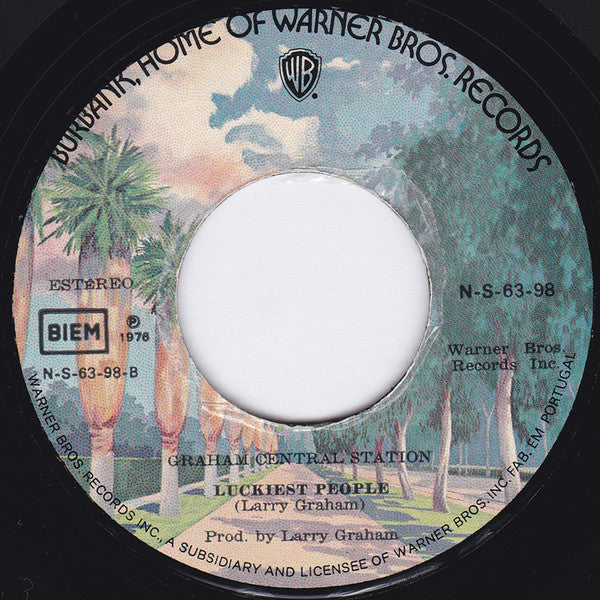 BURBANK, HOME OF WARNER BROS. RECORDS
WB
ESTÉREO
N-S-63-98
BIEM
Ⓟ
1976
N-S-63-98-B
Warner Bros.
Records Inc.
GRAHAM CENTRAL STATION
LUCKIEST PEOPLE
(Larry Graham)
Prod. by Larry Graham
WARNER BROS. RECORDS INC., A SUBSIDIARY AND LICENSEE OF WARNER BROS. INC. FAB. EM PORTUGAL